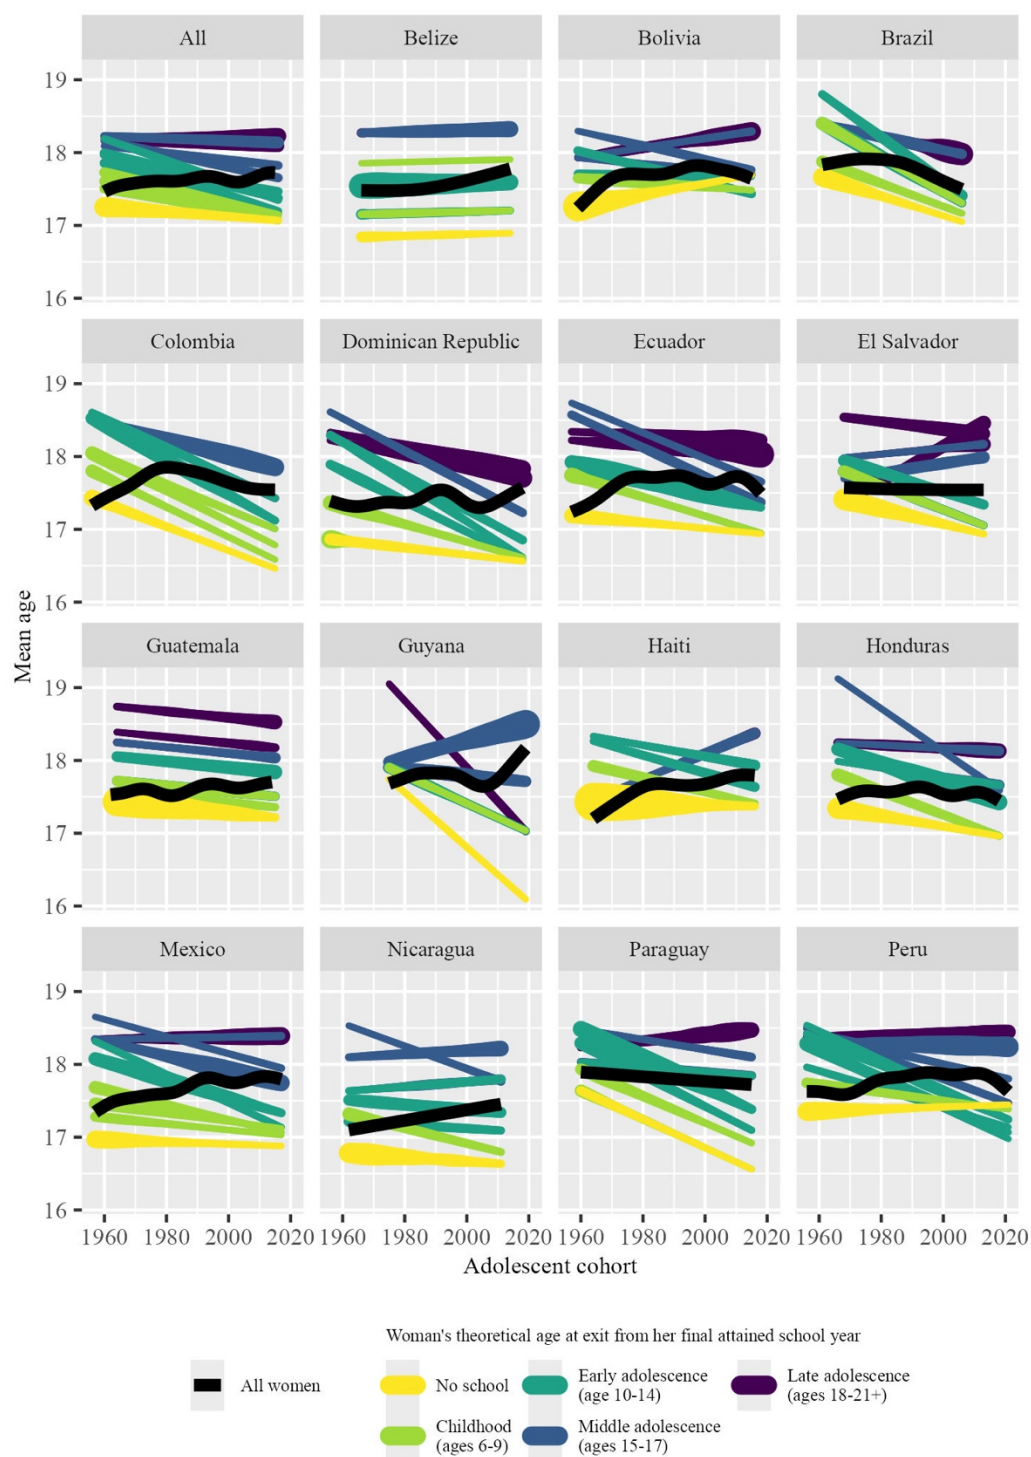 All Belize Bolivia Brazil
19
18
17
16
Colombia Dominican Republic Ecuador El Salvador
19
18
17
16
Mean age
Guatemala Guyana Haiti Honduras
19
18
17
16
Mexico Nicaragua Paraguay Peru
19
18
17
16
1960 1980 2000 2020 1960 1980 2000 2020 1960 1980 2000 2020 1960 1980 2000 2020
Adolescent cohort
Woman's theoretical age at exit from her final attained school year
All women
No school
Early adolescence
(age 10-14)
Late adolescence
(ages 18-21+)
Childhood
(ages 6-9)
Middle adolescence
(ages 15-17)